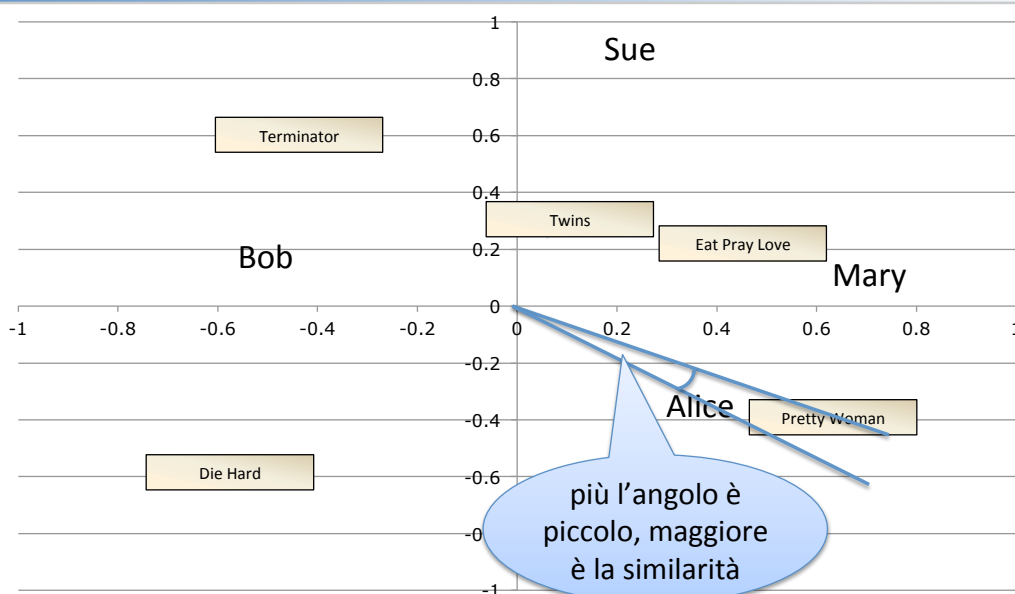 1
Sue
0.8
Terminator
0.6
0.4
Twins
Eat Pray Love
0.2
Bob
Mary
0
-1 -0.8 -0.6 -0.4 -0.2 0 0.2 0.4 0.6 0.8 1
-0.2
Alice
-0.4
Pretty Woman
Die Hard
-0.6
più l’angolo è
piccolo, maggiore
è la similarità
-0
-1